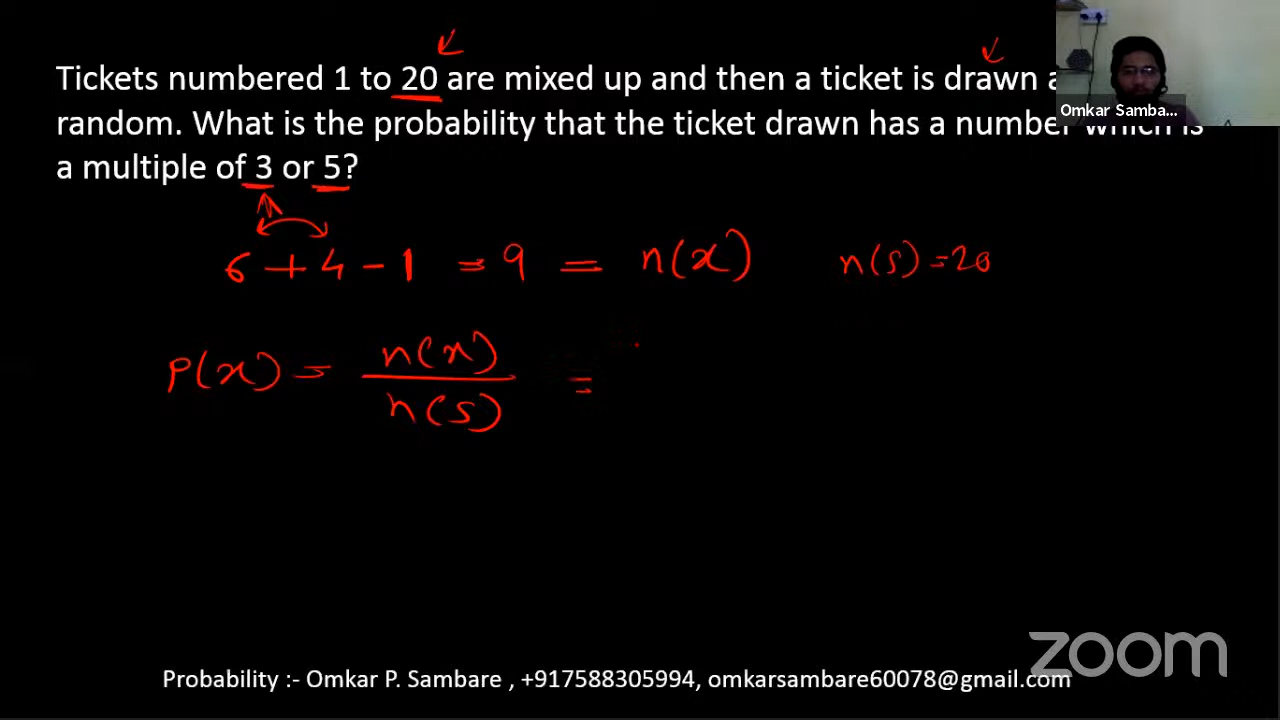 Tickets numbered 1 to 20 are mixed up and then a ticket is drawn a
random. What is the probability that the ticket drawn has a number which is
a multiple of 3 or 5?
Omkar Samba...
6 + 4 - 1 = 9 = n(x) n(s) = 20
P(x) = n(x) / n(s) =
zoom
Probability :- Omkar P. Sambare , +917588305994, omkarsambare60078@gmail.com